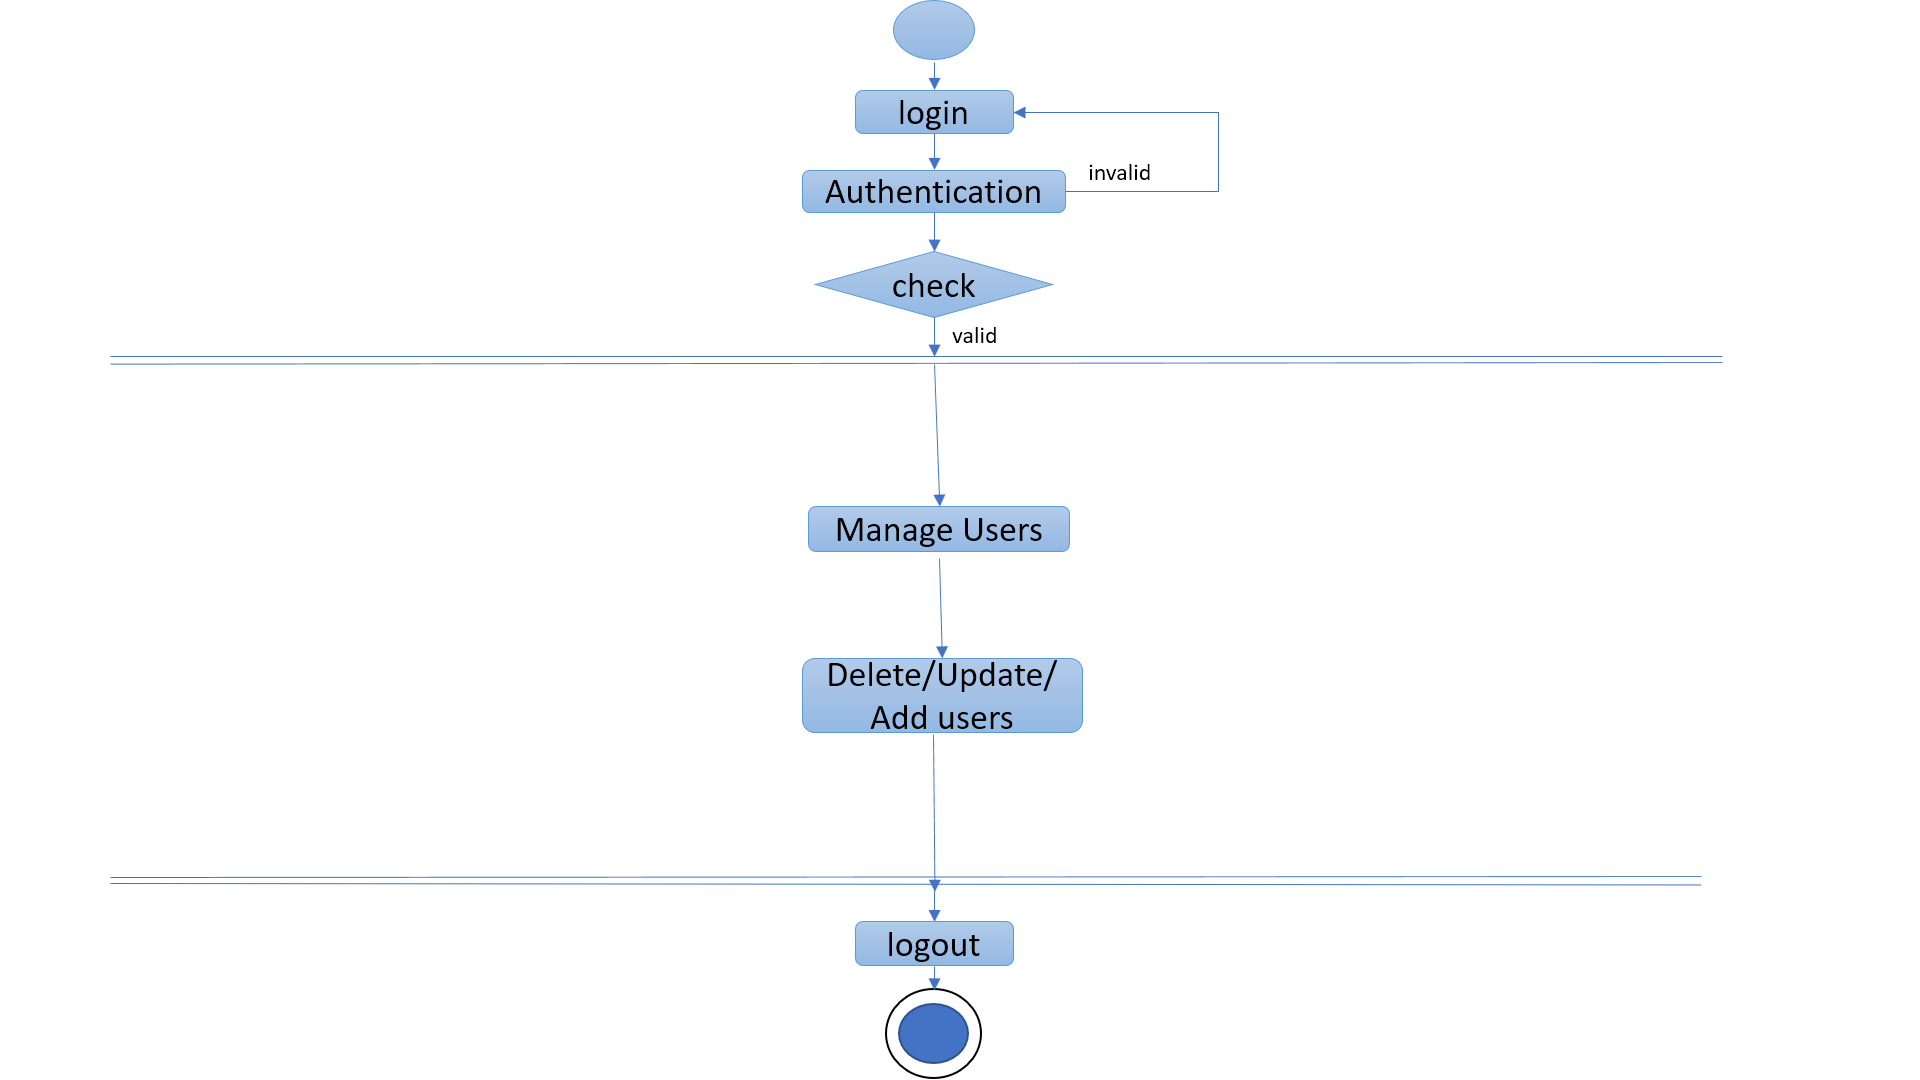 login
Authentication
invalid
check
valid
Manage Users
Delete/Update/
Add users
logout